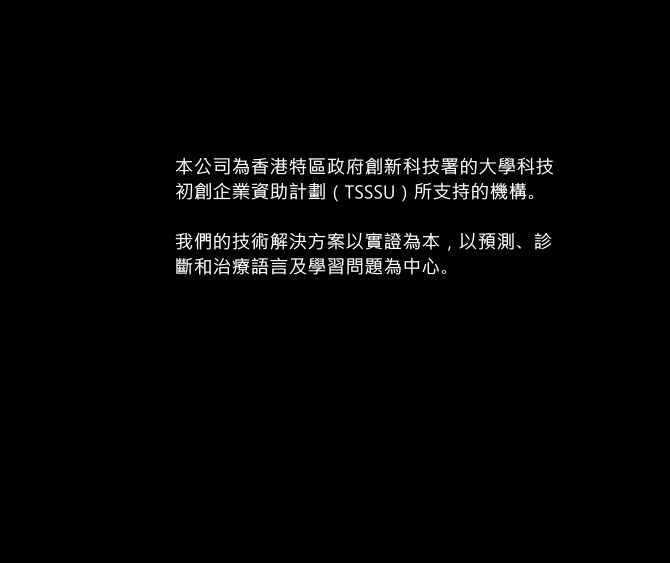 本公司為香港特區政府創新科技署的大學科技
初創企業資助計劃（TSSSU）所支持的機構。
我們的技術解決方案以實證為本，以預測、診
斷和治療語言及學習問題為中心。